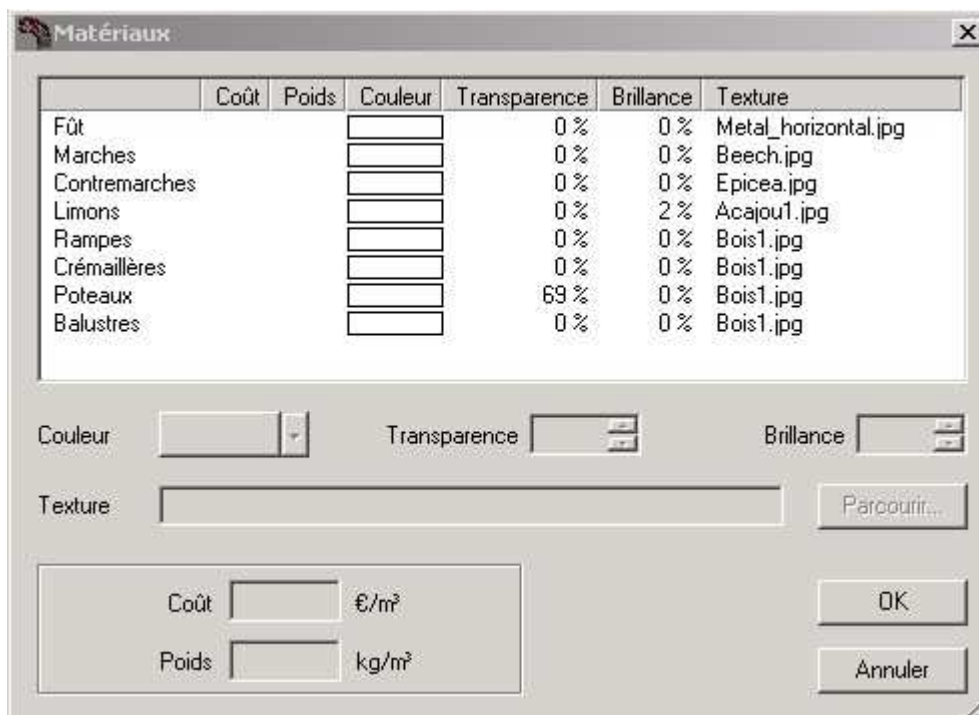 Matériaux
Coût Poids Couleur Transparence Brillance Texture
Fût 0 % 0 % Metal_horizontal.jpg
Marches 0 % 0 % Beech.jpg
Contremarches 0 % 0 % Epicea.jpg
Limons 0 % 2 % Acajou1.jpg
Rampes 0 % 0 % Bois1.jpg
Crémaillères 0 % 0 % Bois1.jpg
Poteaux 69 % 0 % Bois1.jpg
Balustres 0 % 0 % Bois1.jpg
Couleur Transparence Brillance
Texture Parcourir...
Coût €/m³ OK
Poids kg/m³ Annuler